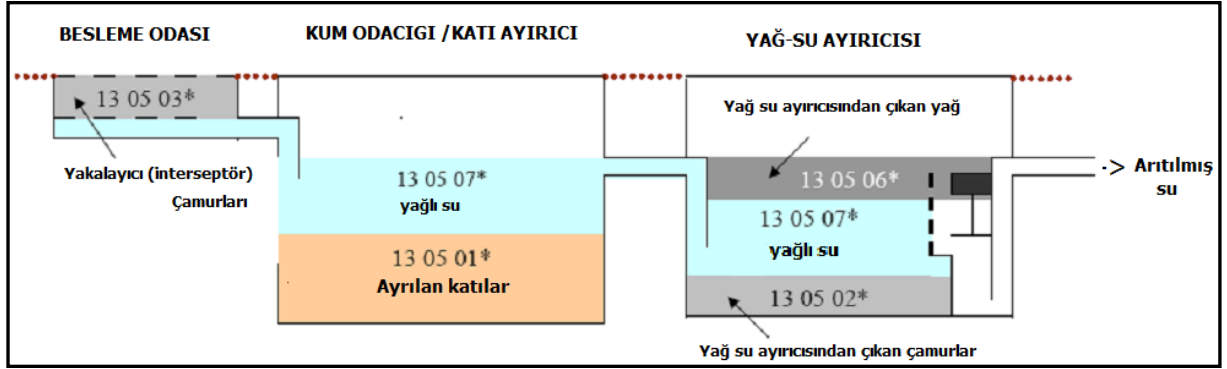 BESLEME ODASI
KUM ODACIGI /KATI AYIRICI
YAĞ-SU AYIRICISI
13 05 03*
Yakalayıcı (interseptör)
Çamurları
13 05 07*
yağlı su
13 05 01*
Ayrılan katılar
Yağ su ayırıcısından çıkan yağ
13 05 06*
13 05 07*
yağlı su
13 05 02*
Yağ su ayırıcısından çıkan çamurlar
-> Arıtılmış
su